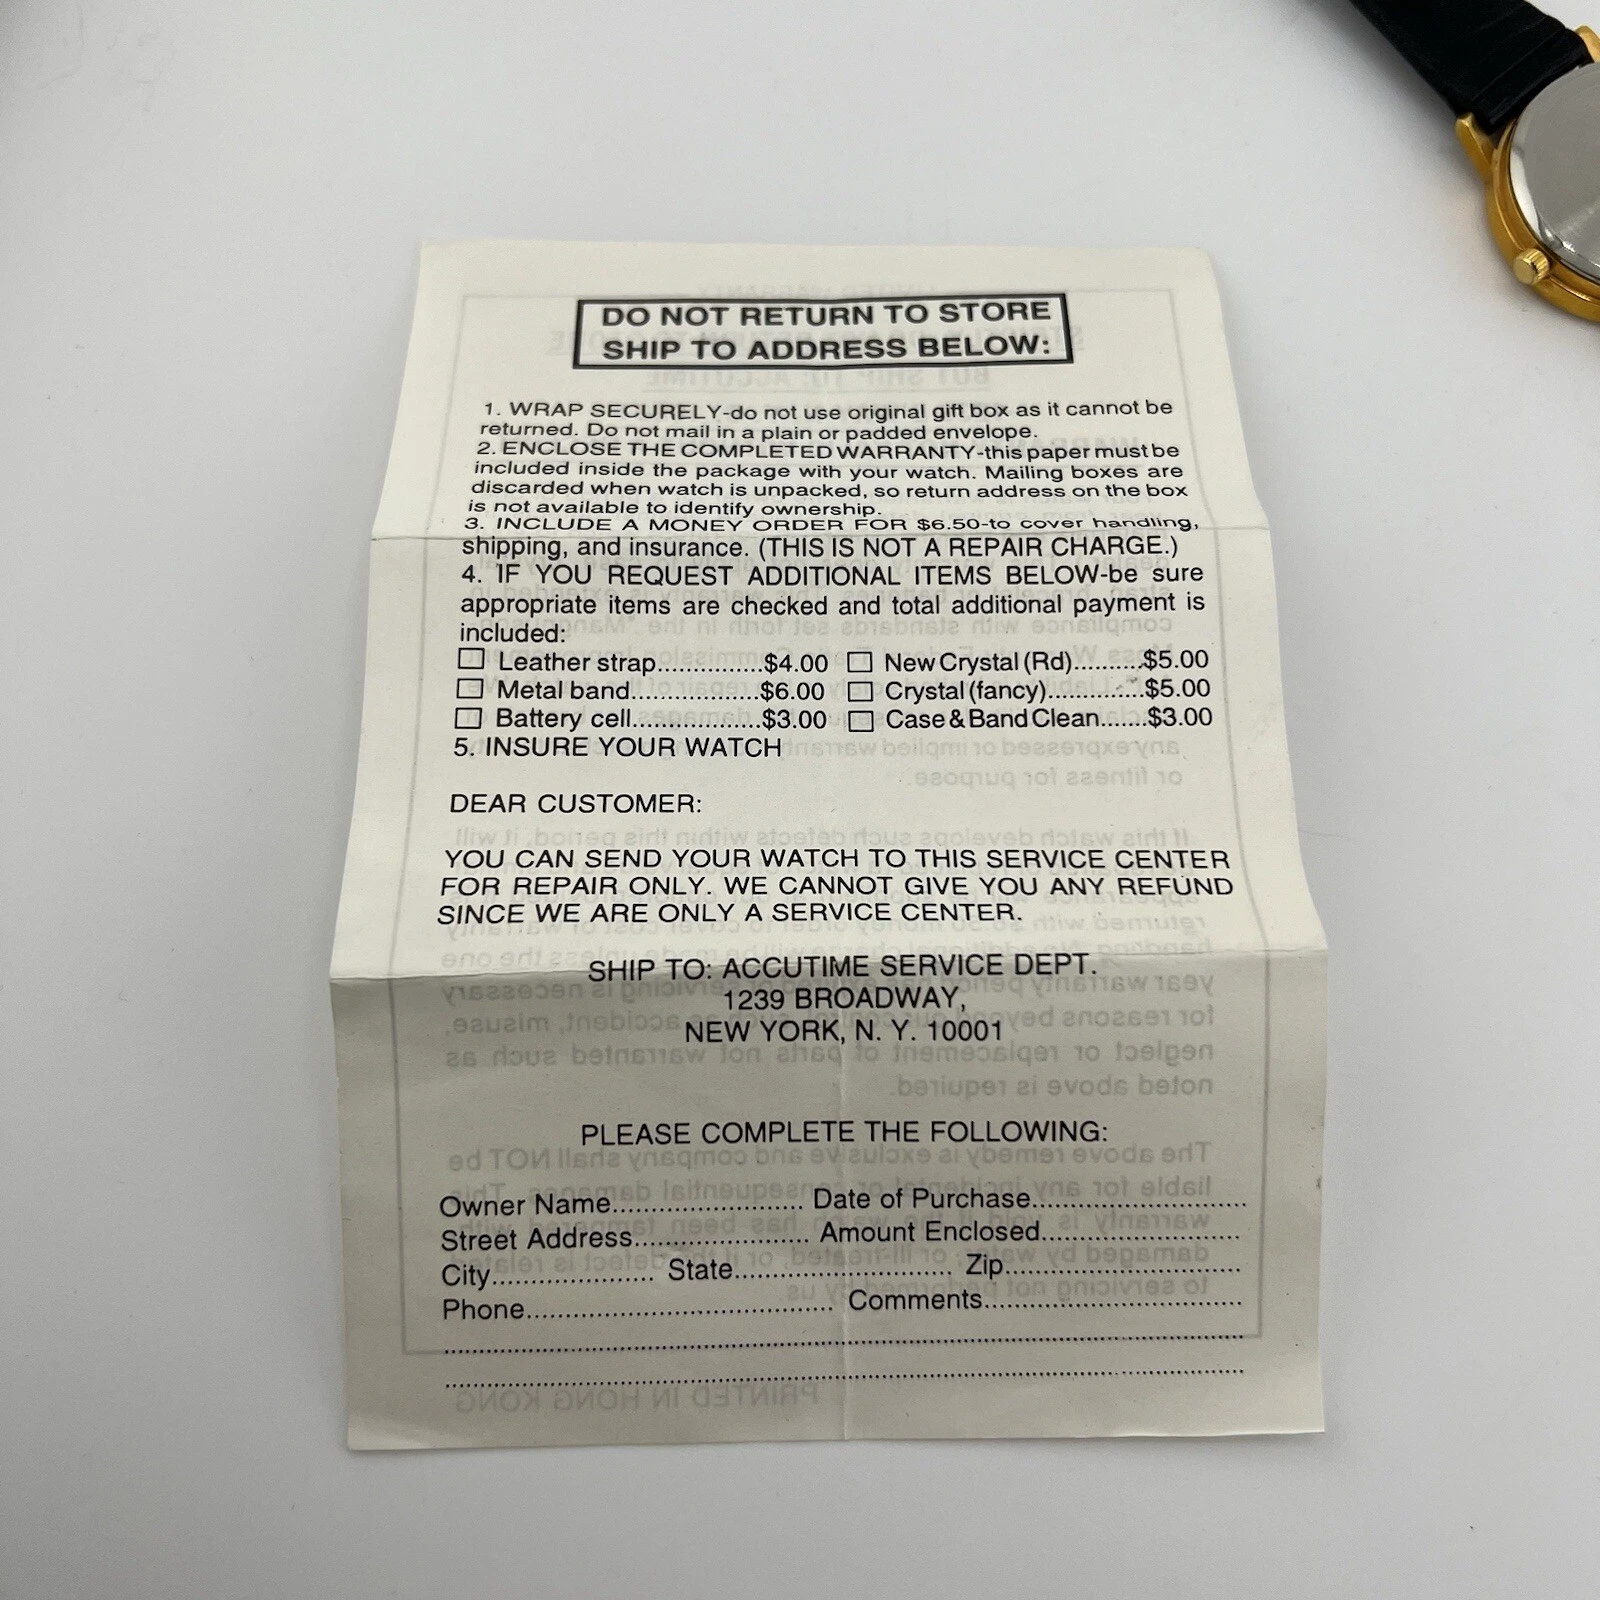 DO NOT RETURN TO STORE
SHIP TO ADDRESS BELOW:
1. WRAP SECURELY-do not use original gift box as it cannot be
returned. Do not mail in a plain or padded envelope.
2. ENCLOSE THE COMPLETED WARRANTY-this paper must be
included inside the package with your watch. Mailing boxes are
discarded when watch is unpacked, so return address on the box
is not available to identify ownership.
3. INCLUDE A MONEY ORDER FOR $6.50-to cover handling,
shipping, and insurance. (THIS IS NOT A REPAIR CHARGE.)
4. IF YOU REQUEST ADDITIONAL ITEMS BELOW-be sure
appropriate items are checked and total additional payment is
included:
☐ Leather strap..............$4.00 ☐ New Crystal (Rd)..........$5.00
☐ Metal band.................$6.00 ☐ Crystal (fancy).............$5.00
☐ Battery cell.................$3.00 ☐ Case & Band Clean.......$3.00
5. INSURE YOUR WATCH
DEAR CUSTOMER:
YOU CAN SEND YOUR WATCH TO THIS SERVICE CENTER
FOR REPAIR ONLY. WE CANNOT GIVE YOU ANY REFUND
SINCE WE ARE ONLY A SERVICE CENTER.
SHIP TO: ACCUTIME SERVICE DEPT.
1239 BROADWAY,
NEW YORK, N. Y. 10001
PLEASE COMPLETE THE FOLLOWING:
Owner Name......................... Date of Purchase............................
Street Address....................... Amount Enclosed..........................
City..................... State............................ Zip...............................
Phone........................................ Comments.................................